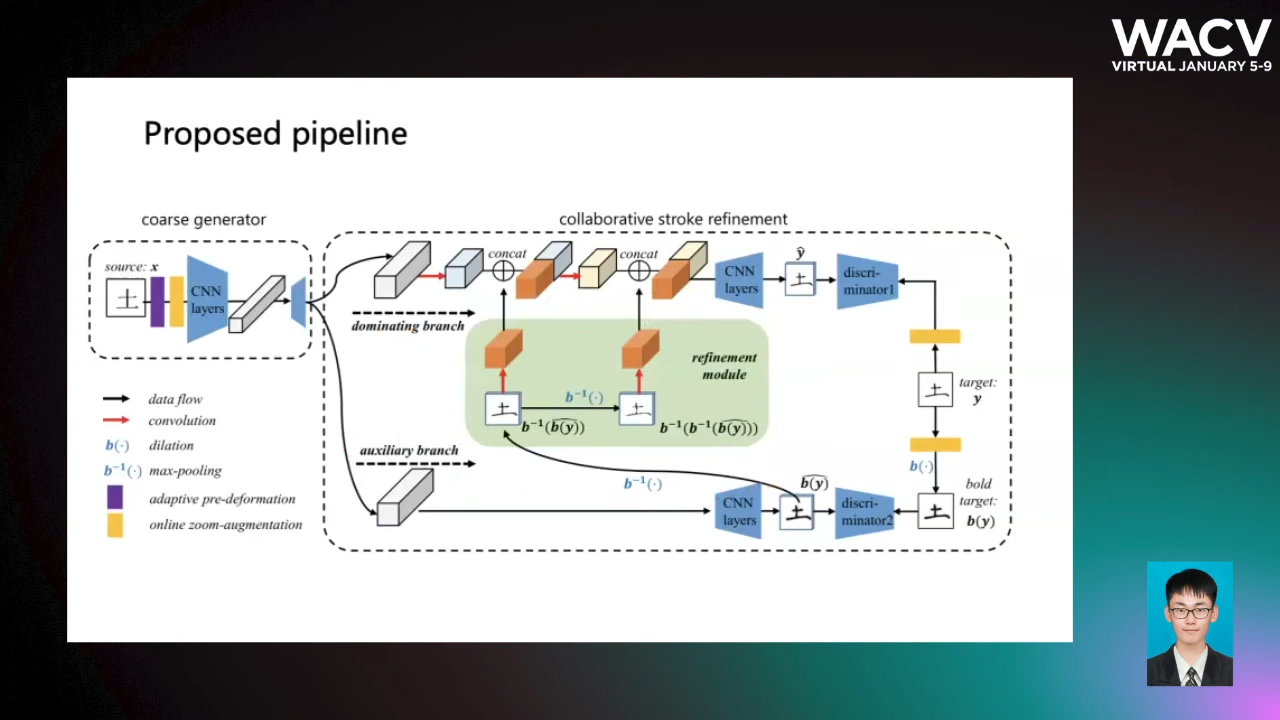 WACV
VIRTUAL JANUARY 5-9
Proposed pipeline
coarse generator
collaborative stroke refinement
source: x
土
CNN
layers
concat
concat
CNN
layers
ŷ
土
discri-
minator1
dominating branch
refinement
module
土
b⁻¹(·)
土
b⁻¹(b̂(y))
b⁻¹(b⁻¹(b̂(y)))
土
target:
y
data flow
convolution
b(·) dilation
b⁻¹(·) max-pooling
adaptive pre-deformation
online zoom-augmentation
auxiliary branch
b⁻¹(·)
CNN
layers
b̂(y)
土
discri-
minator2
b(·)
土
bold
target:
b(y)